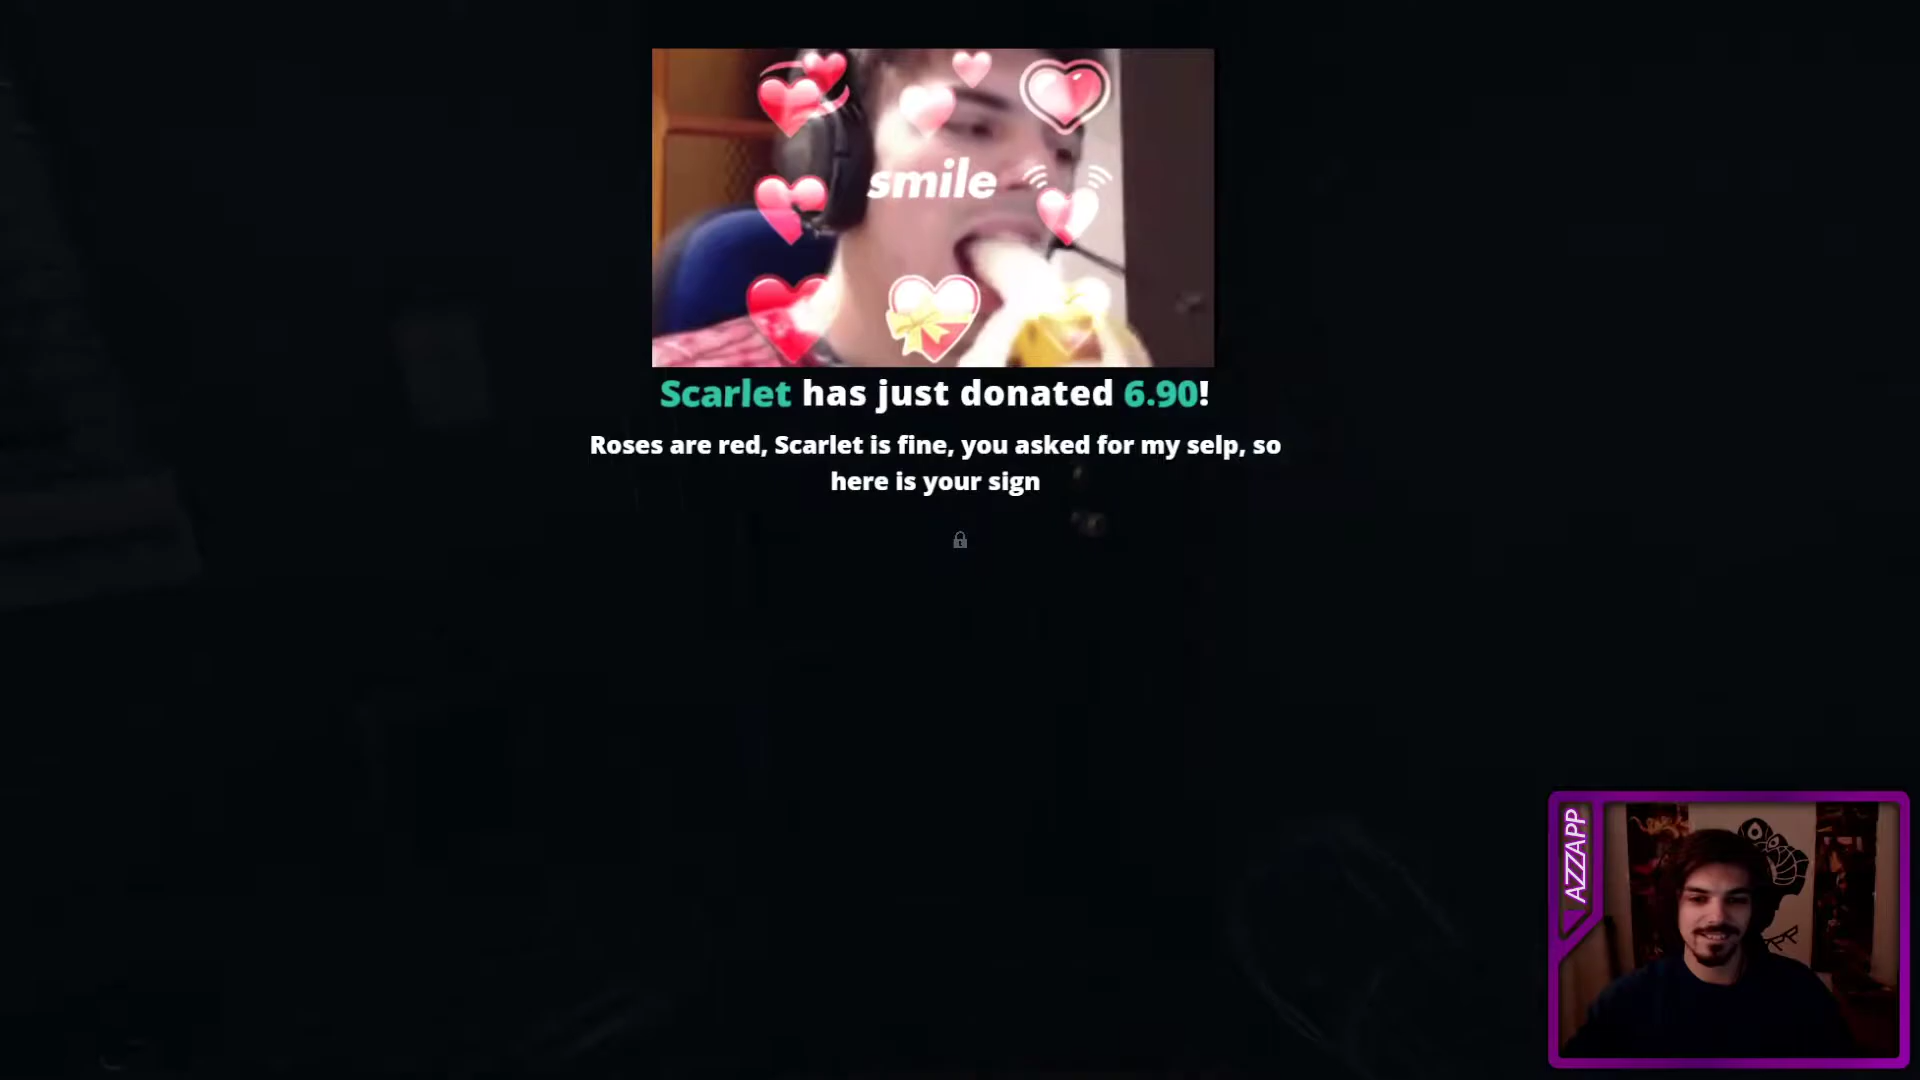 smile
Scarlet has just donated 6.90!
Roses are red, Scarlet is fine, you asked for my selp, so
here is your sign
AZZAPP